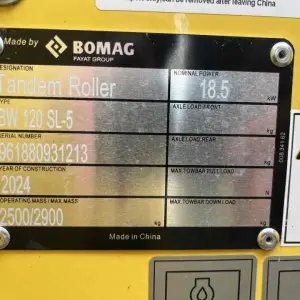 cy/can be removed after leaving China
Made by BOMAG
FAYAT GROUP
DESIGNATION
Tandem Roller
NOMINAL POWER
18.5 kW
TYPE
BW 120 SL-5
AXLE LOAD FRONT
kg
SERIAL NUMBER
961880931213
AXLE LOAD REAR
kg
YEAR OF CONSTRUCTION
2024
MAX. TOWBAR PULL LOAD
N
OPERATING MASS / MAX. MASS
2500/2900 kg
MAX. TOWBAR DOWN LOAD
kg
Made in China